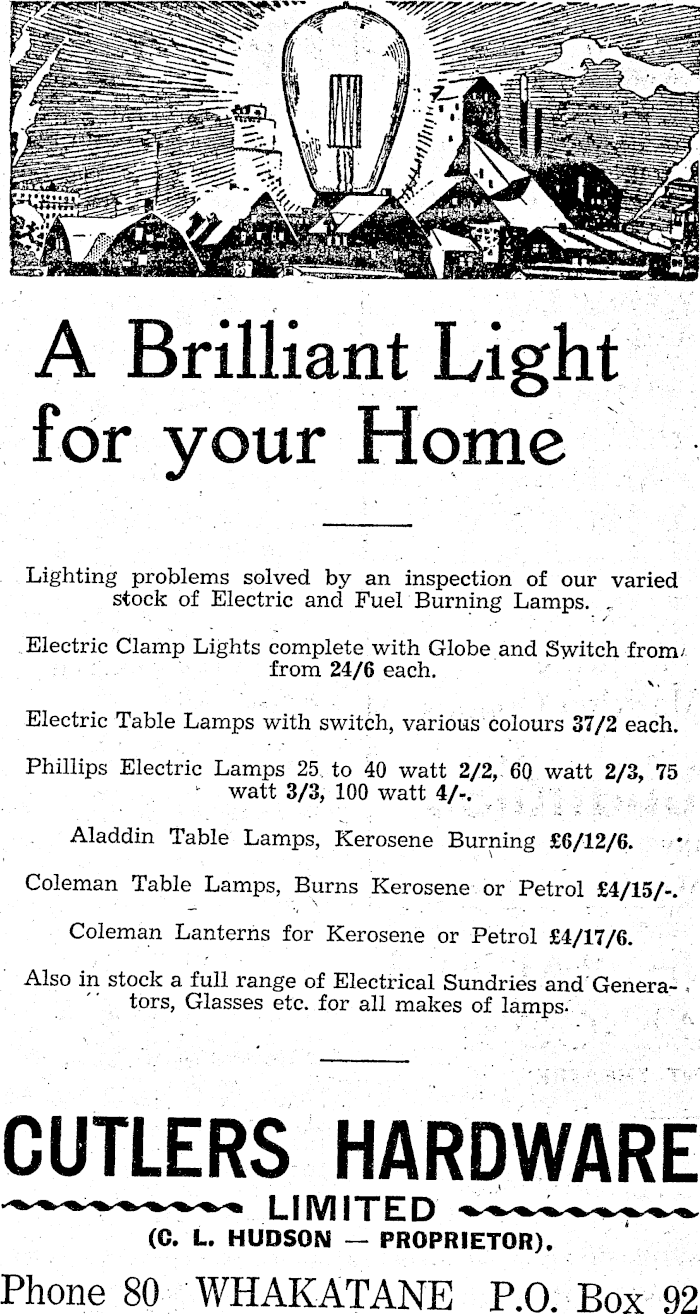 A Brilliant Light
for your Home
Lighting problems solved by an inspection of our varied
stock of Electric and Fuel Burning Lamps.
Electric Clamp Lights complete with Globe and Switch from
from 24/6 each.
Electric Table Lamps with switch, various colours 37/2 each.
Phillips Electric Lamps 25 to 40 watt 2/2, 60 watt 2/3, 75
watt 3/3, 100 watt 4/-.
Aladdin Table Lamps, Kerosene Burning £6/12/6.
Coleman Table Lamps, Burns Kerosene or Petrol £4/15/-.
Coleman Lanterns for Kerosene or Petrol £4/17/6.
Also in stock a full range of Electrical Sundries and Genera-
tors, Glasses etc. for all makes of lamps.
CUTLERS HARDWARE
LIMITED
(C. L. HUDSON — PROPRIETOR).
Phone 80 WHAKATANE P.O. Box 92